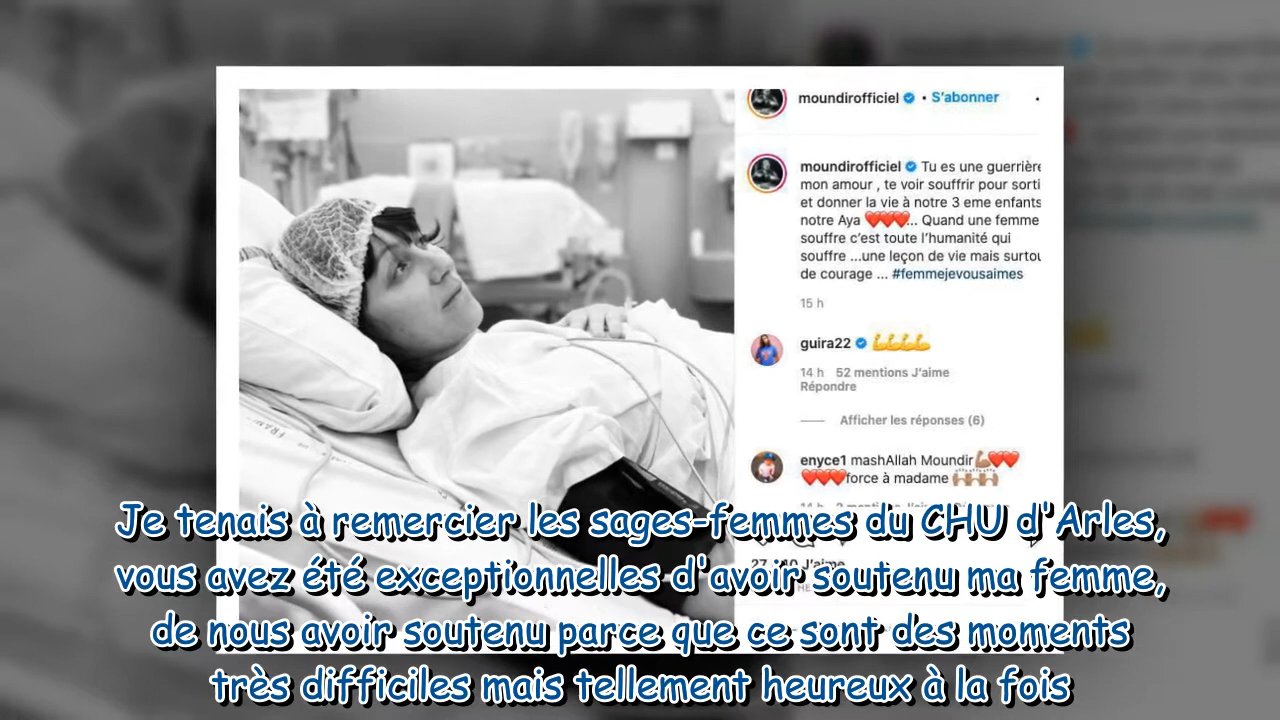 moundirofficiel • S'abonner
moundirofficiel Tu es une guerrière
mon amour , te voir souffrir pour sorti
et donner la vie à notre 3 eme enfants
notre Aya ❤️❤️❤️... Quand une femme
souffre c'est toute l'humanité qui
souffre ...une leçon de vie mais surtou
de courage ... #femmejevousaimes
15 h
guira22 💪💪💪💪
14 h 52 mentions J'aime
Répondre
Afficher les réponses (6)
enyce1 mashAllah Moundir💪🏽❤️❤️
❤️❤️❤️force à madame 🙌🏽🙌🏽
14 h
Je tenais à remercier les sages-femmes du CHU d'Arles,
vous avez été exceptionnelles d'avoir soutenu ma femme,
de nous avoir soutenu parce que ce sont des moments
très difficiles mais tellement heureux à la fois